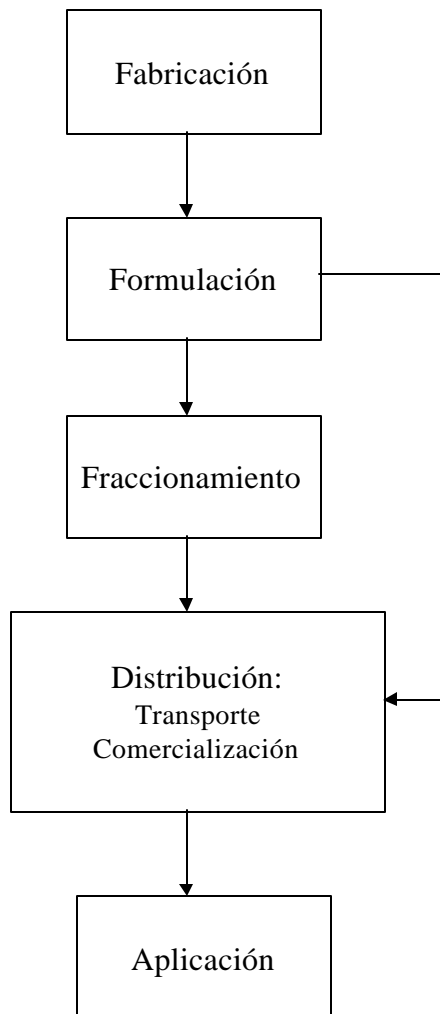 Fabricación
Formulación
Fraccionamiento
Distribución:
Transporte
Comercialización
Aplicación